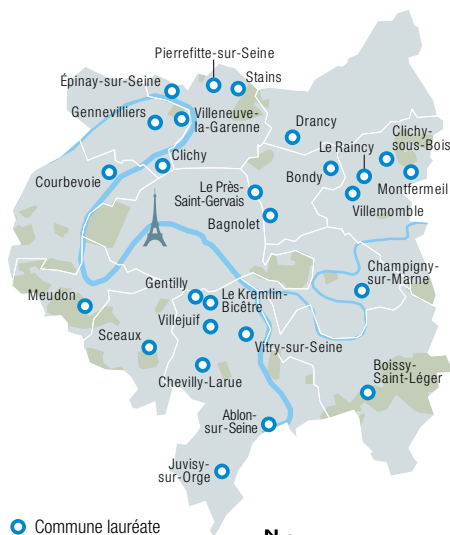 Pierrefitte-sur-Seine
Épinay-sur-Seine
Stains
Gennevilliers
Villeneuve-
la-Garenne
Drancy
Le Raincy
Clichy-
sous-Bois
Clichy
Courbevoie
Bondy
Montfermeil
Le Près-
Saint-Gervais
Villemomble
Bagnolet
Champigny-
sur-Marne
Gentilly
Le Kremlin-
Bicêtre
Meudon
Villejuif
Sceaux
Vitry-sur-Seine
Chevilly-Larue
Boissy-
Saint-Léger
Ablon-
sur-Seine
Juvisy-
sur-Orge
Commune lauréate
N